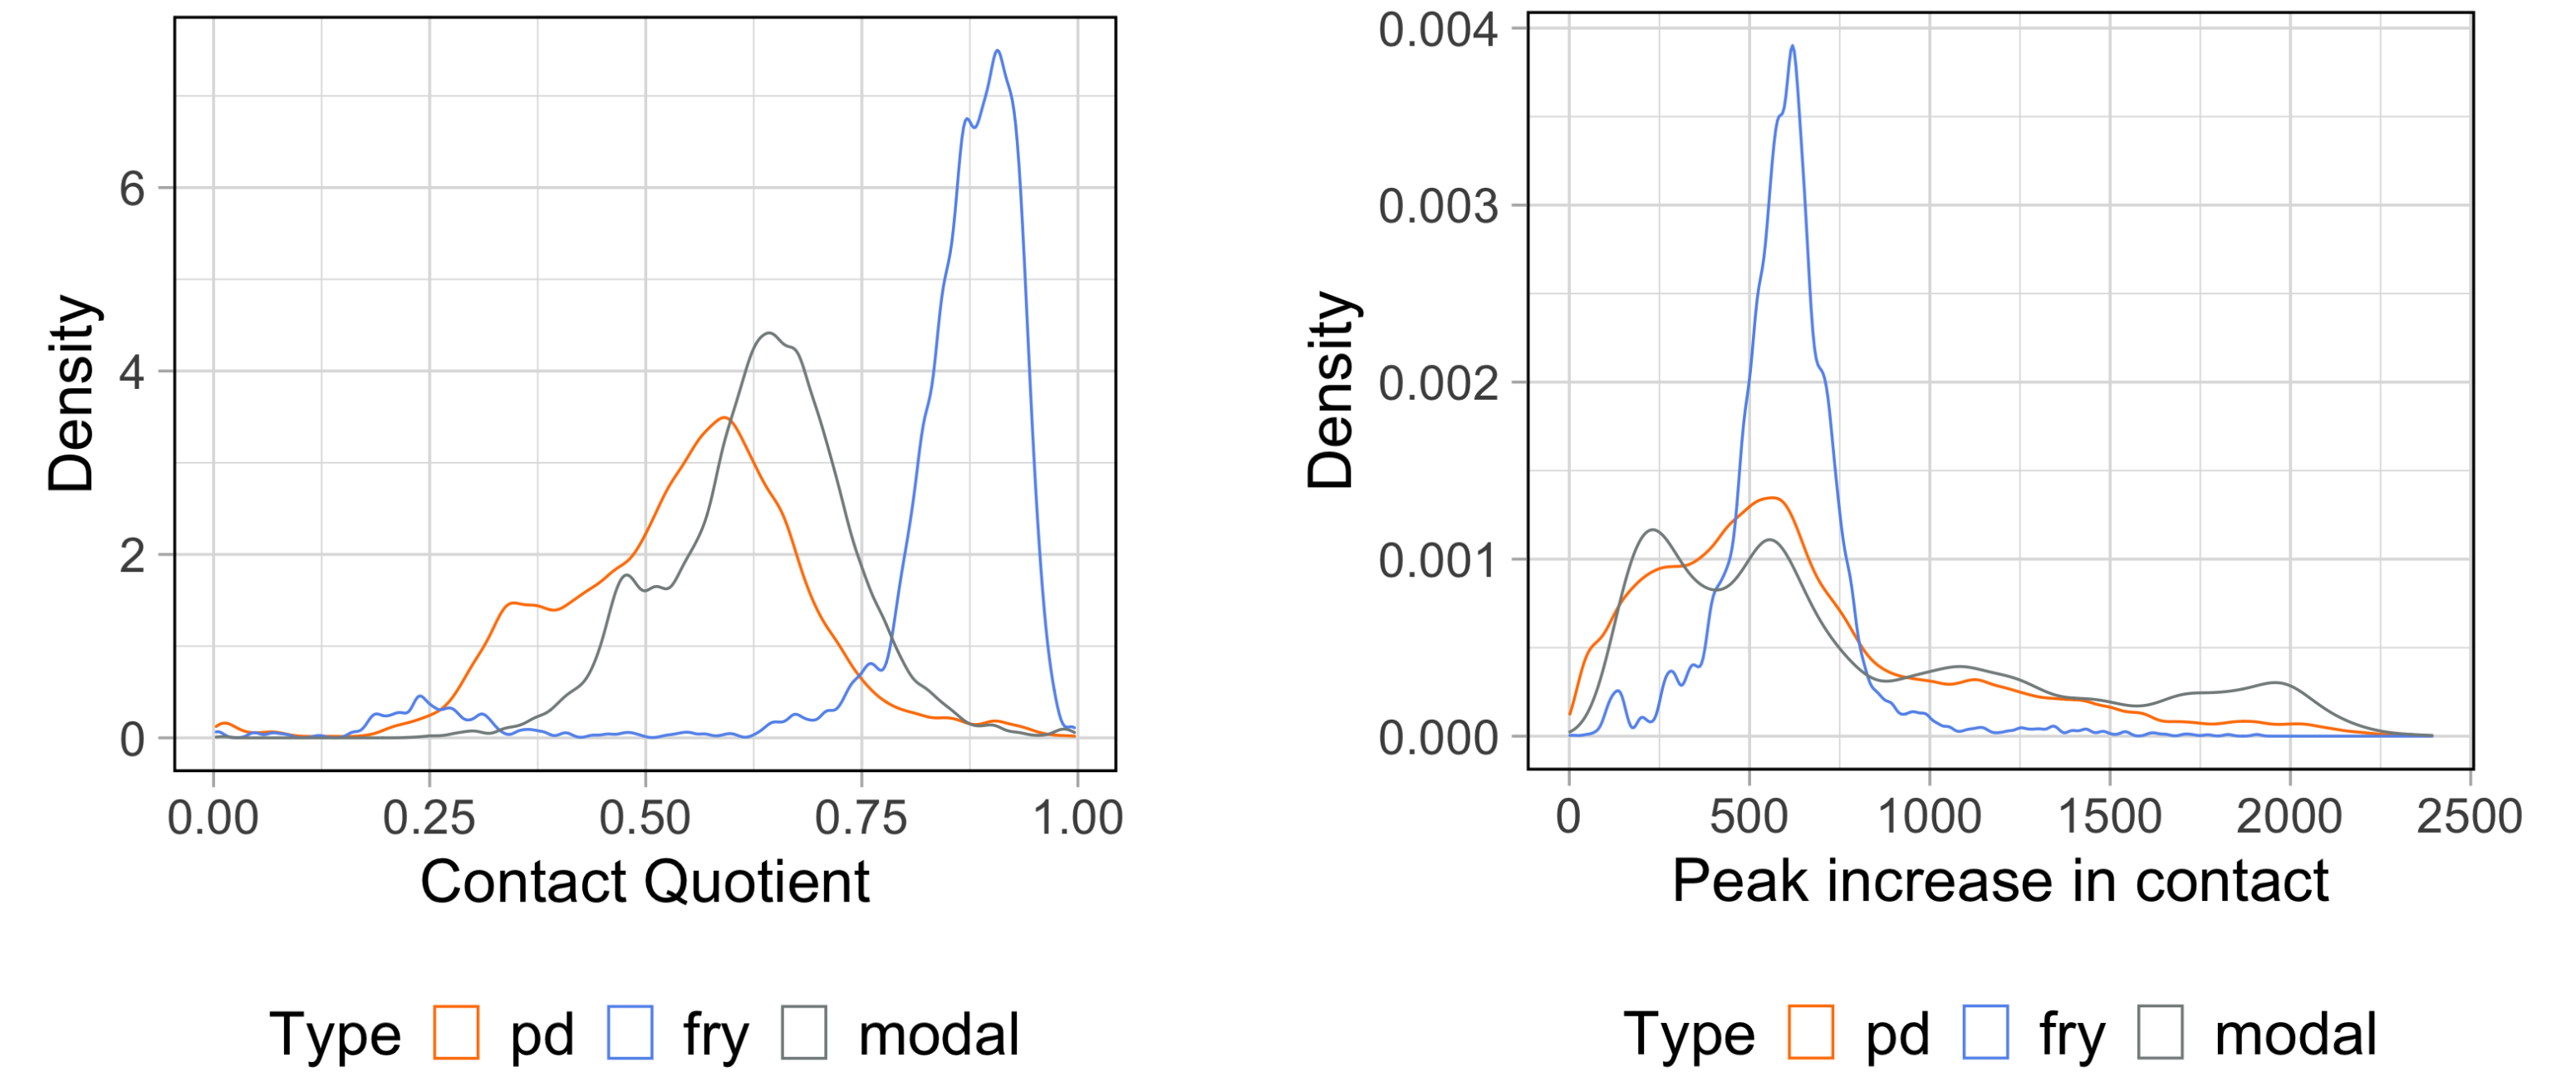 Density
6
4
2
0
0.00 0.25 0.50 0.75 1.00
Contact Quotient
Type pd fry modal
Density
0.004
0.003
0.002
0.001
0.000
0 500 1000 1500 2000 2500
Peak increase in contact
Type pd fry modal